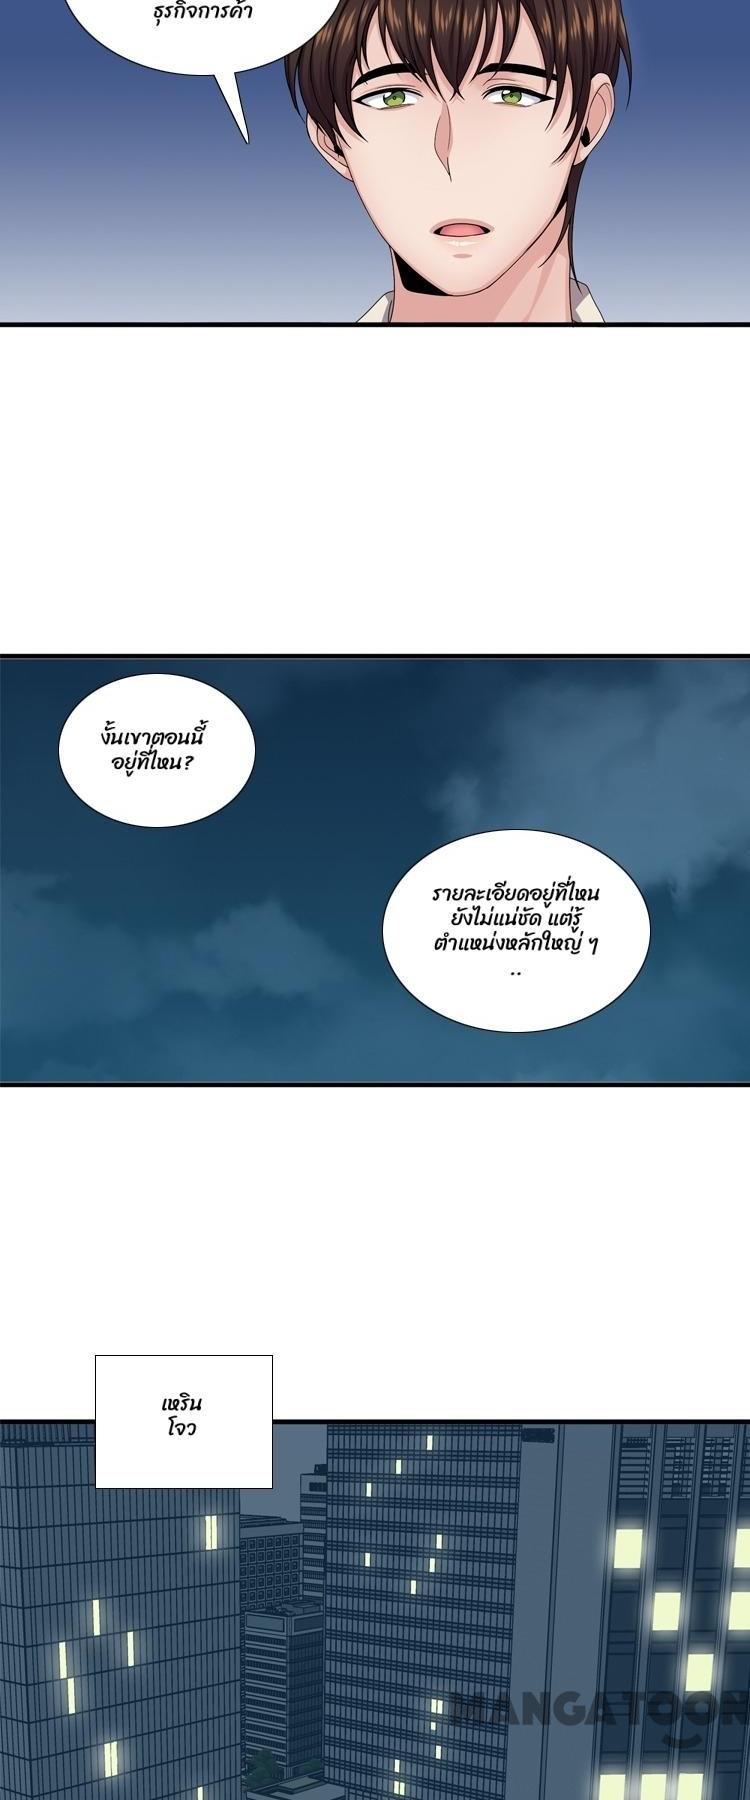 ธุรกิจการค้า
งั้นเขาตอนนี้
อยู่ที่ไหน?
รายละเอียดอยู่ที่ไหน
ยังไม่แน่ชัด แต่รู้
ตำแหน่งหลักใหญ่ ๆ
..
เหริน
โจว
MANGATOON